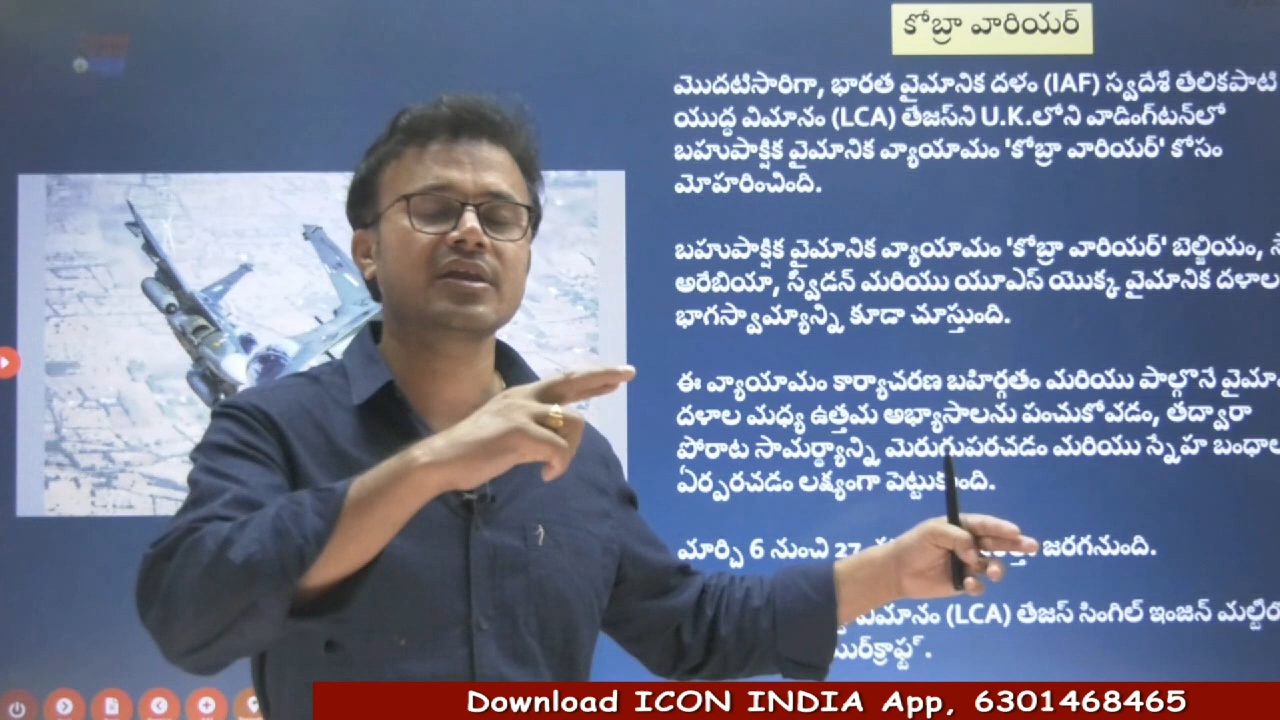 కోబ్రా వారియర్
మొదటిసారిగా, భారత వైమానిక దళం (IAF) స్వదేశీ తేలికపాటి
యుద్ధ విమానం (LCA) తేజస్‌ని U.K.లోని వాడింగ్‌టన్‌లో
బహుపాక్షిక వైమానిక వ్యాయామం 'కోబ్రా వారియర్' కోసం
మోహరించింది.
బహుపాక్షిక వైమానిక వ్యాయామం 'కోబ్రా వారియర్' బెల్జియం,
అరేబియా, స్వీడన్ మరియు యూఎస్ యొక్క వైమానిక దళాల
భాగస్వామ్యాన్ని కూడా చూస్తుంది.
ఈ వ్యాయామం కార్యాచరణ బహిర్గతం మరియు పాల్గొనే
దళాల మధ్య ఉత్తమ అభ్యాసాలను పంచుకోవడం, తద్వారా
పోరాట సామర్థ్యాన్ని మెరుగుపరచడం మరియు స్నేహ
ఏర్పరచడం లక్ష్యంగా
మార్చి 6 నుంచి 27 జరగనుంది.
విమానం (LCA) తేజస్ సింగిల్ ఇంజిన్
Download ICON INDIA App, 6301468465